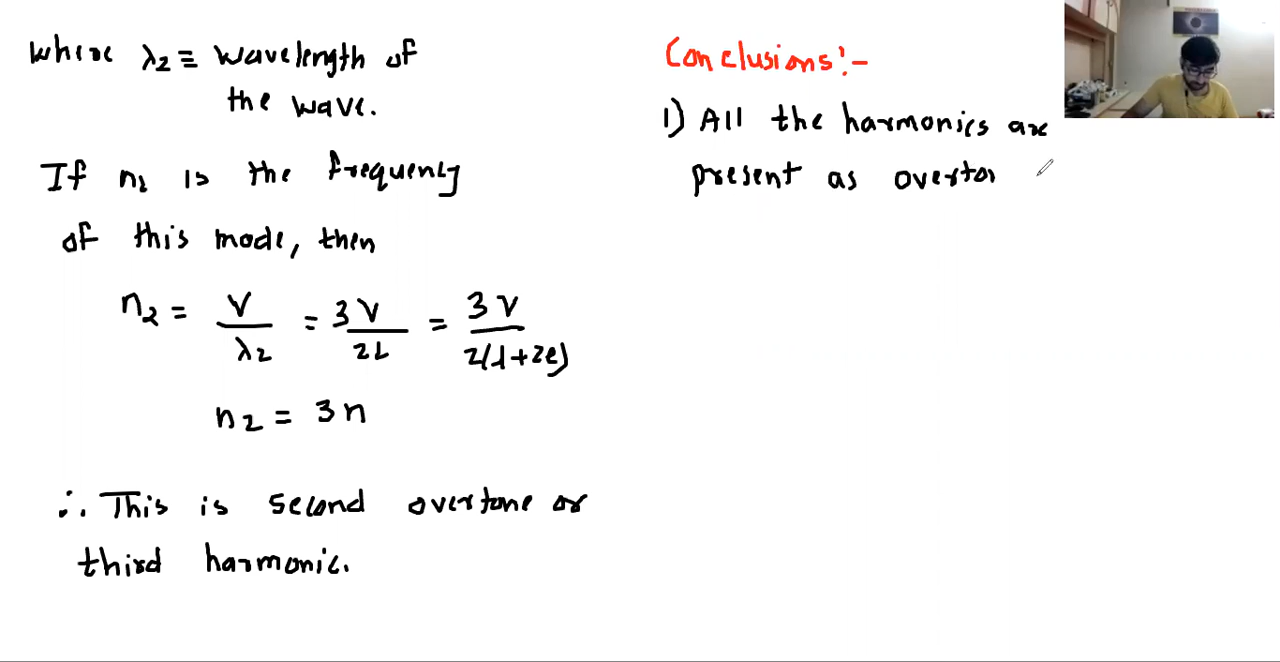 where λ2 ≡ wavelength of
the wave.
If n2 is the frequency
of this mode, then
n2 = V/λ2 = 3V/2L = 3V/2(l+2e)
n2 = 3n
∴ This is second overtone or
third harmonic.
Conclusions:-
1) All the harmonics are
present as overton